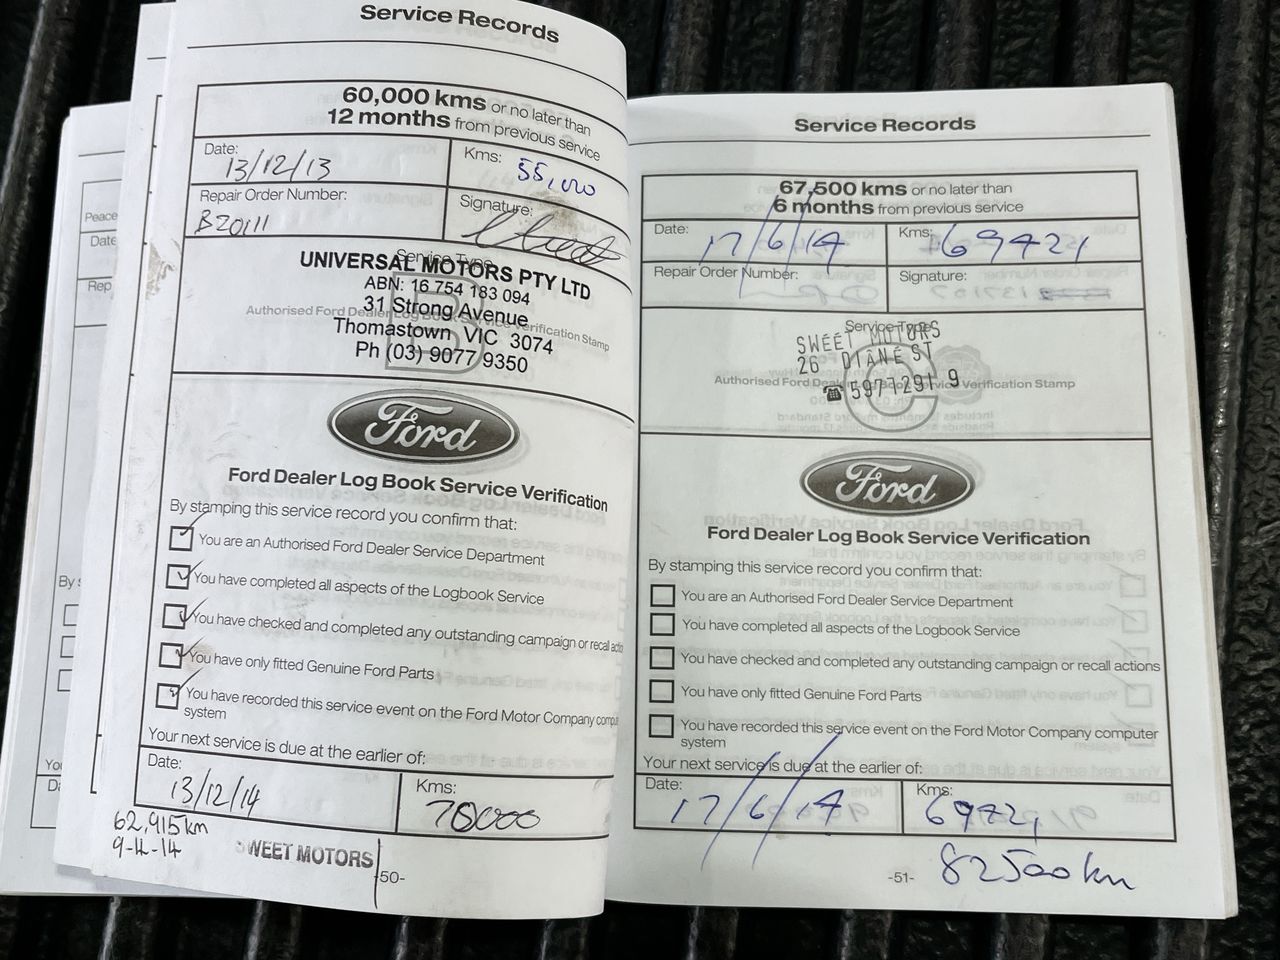 Service Records
60,000 kms or no later than
12 months from previous service
Date:
13/12/13
Kms:
55,000
Repair Order Number:
B20111
Signature:
Service Type
B
UNIVERSAL MOTORS PTY LTD
ABN: 16 754 183 094
31 Strong Avenue
Authorised Ford Dealer Log Book Service Verification Stamp
Thomastown VIC 3074
Ph (03) 9077 9350
Ford
Ford Dealer Log Book Service Verification
By stamping this service record you confirm that:
You are an Authorised Ford Dealer Service Department
You have completed all aspects of the Logbook Service
You have checked and completed any outstanding campaign or recall actio
You have only fitted Genuine Ford Parts
You have recorded this service event on the Ford Motor Company comput
system
Your next service is due at the earlier of:
Date:
13/12/14
Kms:
70000
62,915km
WEET MOTORS
-50-
Service Records
67,500 kms or no later than
6 months from previous service
Date:
17/6/14
Kms:
69421
Repair Order Number:
Signature:
Service Type
C
SWEET MOTORS
26 DIANE ST
Authorised Ford Dealer Log Book Service Verification Stamp
☎ 5971291 9
Ford
Ford Dealer Log Book Service Verification
By stamping this service record you confirm that:
You are an Authorised Ford Dealer Service Department
You have completed all aspects of the Logbook Service
You have checked and completed any outstanding campaign or recall actions
You have only fitted Genuine Ford Parts
You have recorded this service event on the Ford Motor Company computer
system
Your next service is due at the earlier of:
Date:
17/6/14
Kms:
69421
-51-
82500km
Peace
Date
Rep
By s
Yo
Da